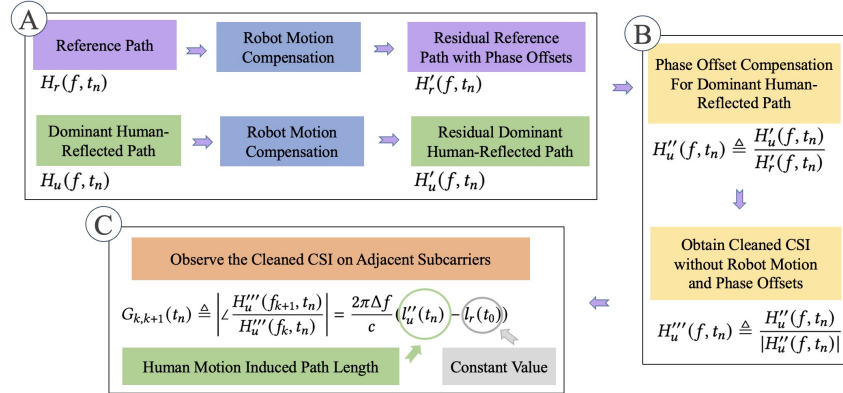 A
Reference Path
Robot Motion
Compensation
Residual Reference
Path with Phase Offsets
H_r(f, t_n)
H'_r(f, t_n)
Dominant Human-
Reflected Path
Robot Motion
Compensation
Residual Dominant
Human-Reflected Path
H_u(f, t_n)
H'_u(f, t_n)
B
Phase Offset Compensation
For Dominant Human-
Reflected Path
H''_u(f, t_n) ≜ H'_u(f, t_n) / H'_r(f, t_n)
Obtain Cleaned CSI
without Robot Motion
and Phase Offsets
H'''_u(f, t_n) ≜ H''_u(f, t_n) / |H''_u(f, t_n)|
C
Observe the Cleaned CSI on Adjacent Subcarriers
G_{k,k+1}(t_n) ≜ |∠ H'''_u(f_{k+1}, t_n) / H'''_u(f_k, t_n)| = 2πΔf / c (l''_u(t_n) − l_r(t_0))
Human Motion Induced Path Length
Constant Value